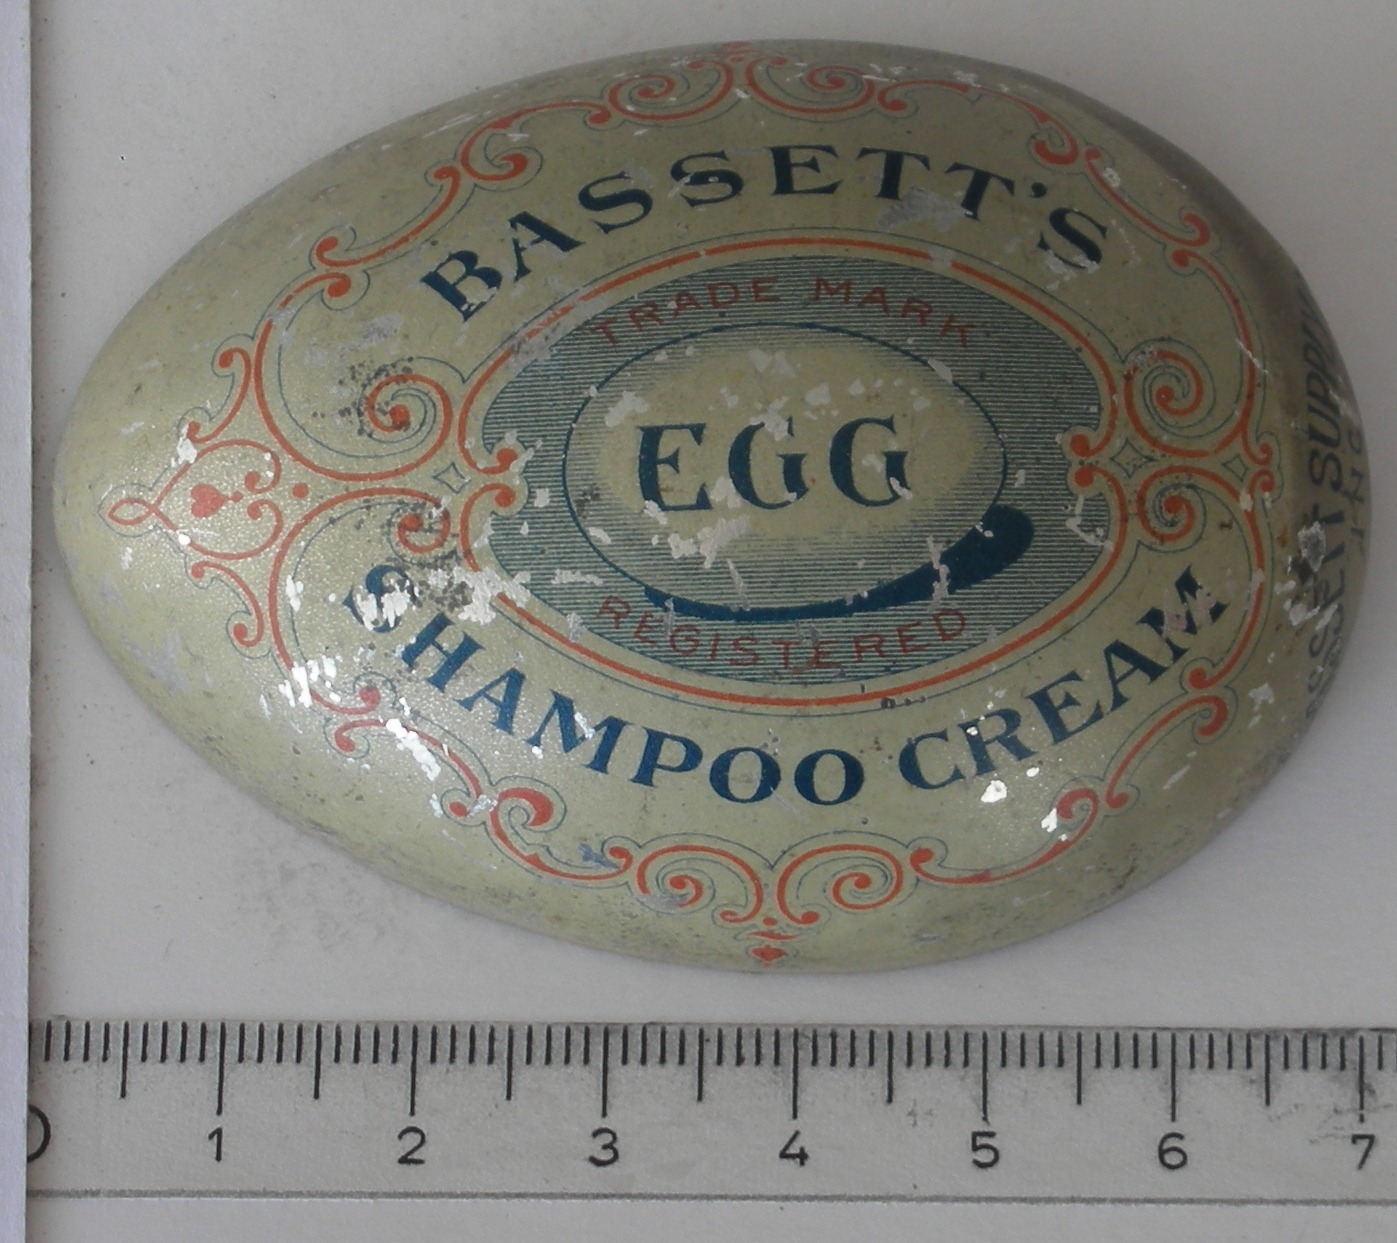 BASSETT'S
TRADE MARK
EGG
REGISTERED
SHAMPOO CREAM
1 2 3 4 5 6 7